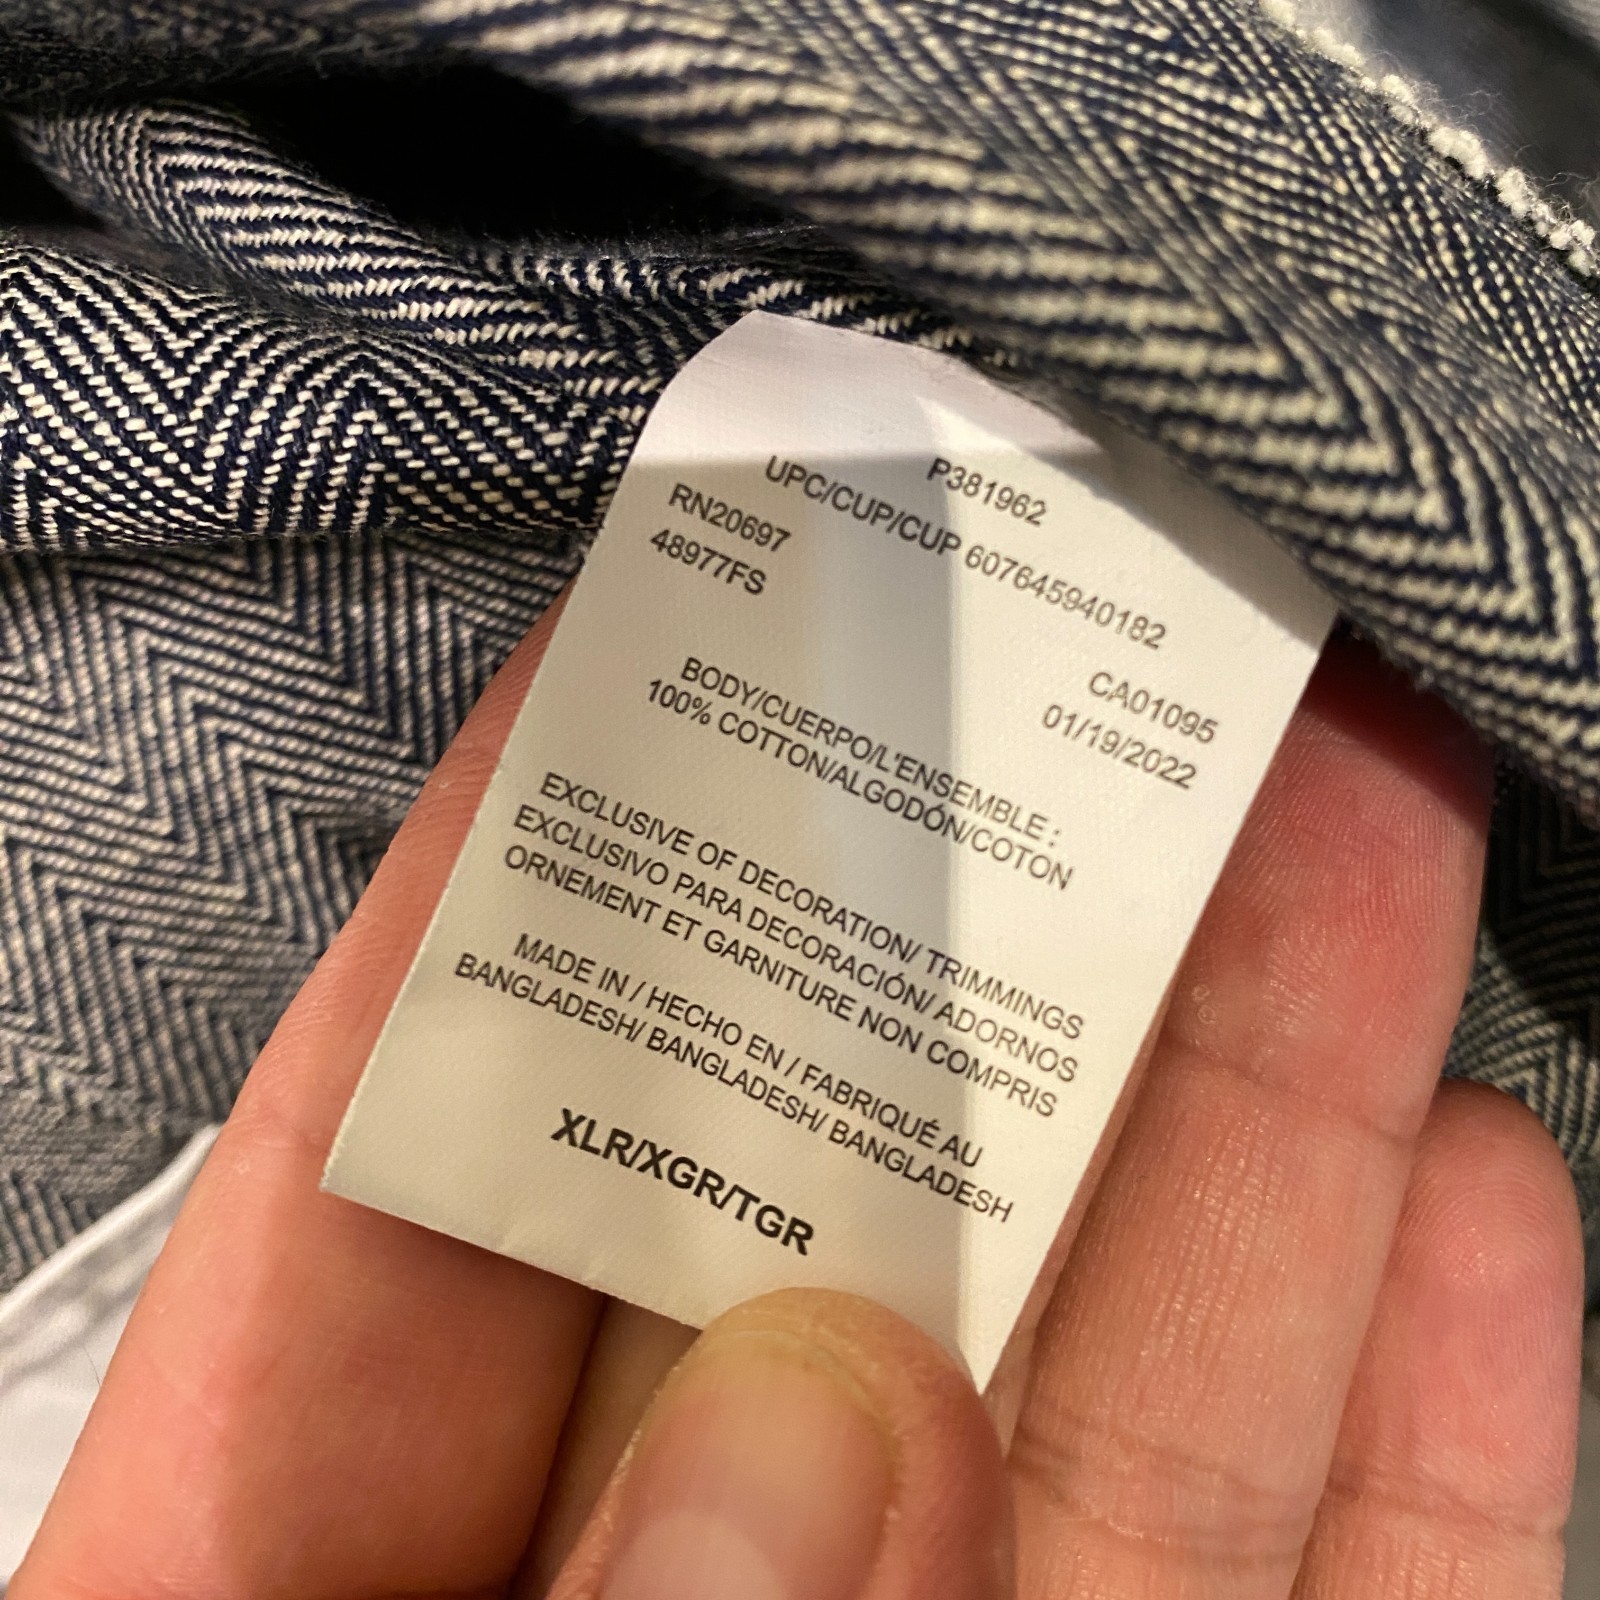 P381962
UPC/CUP/CUP 607645940182
RN20697
48977FS
CA01095
01/19/2022
BODY/CUERPO/L'ENSEMBLE :
100% COTTON/ALGODÓN/COTON
EXCLUSIVE OF DECORATION/ TRIMMINGS
EXCLUSIVO PARA DECORACIÓN/ ADORNOS
ORNEMENT ET GARNITURE NON COMPRIS
MADE IN / HECHO EN / FABRIQUÉ AU
BANGLADESH/ BANGLADESH/ BANGLADESH
XLR/XGR/TGR